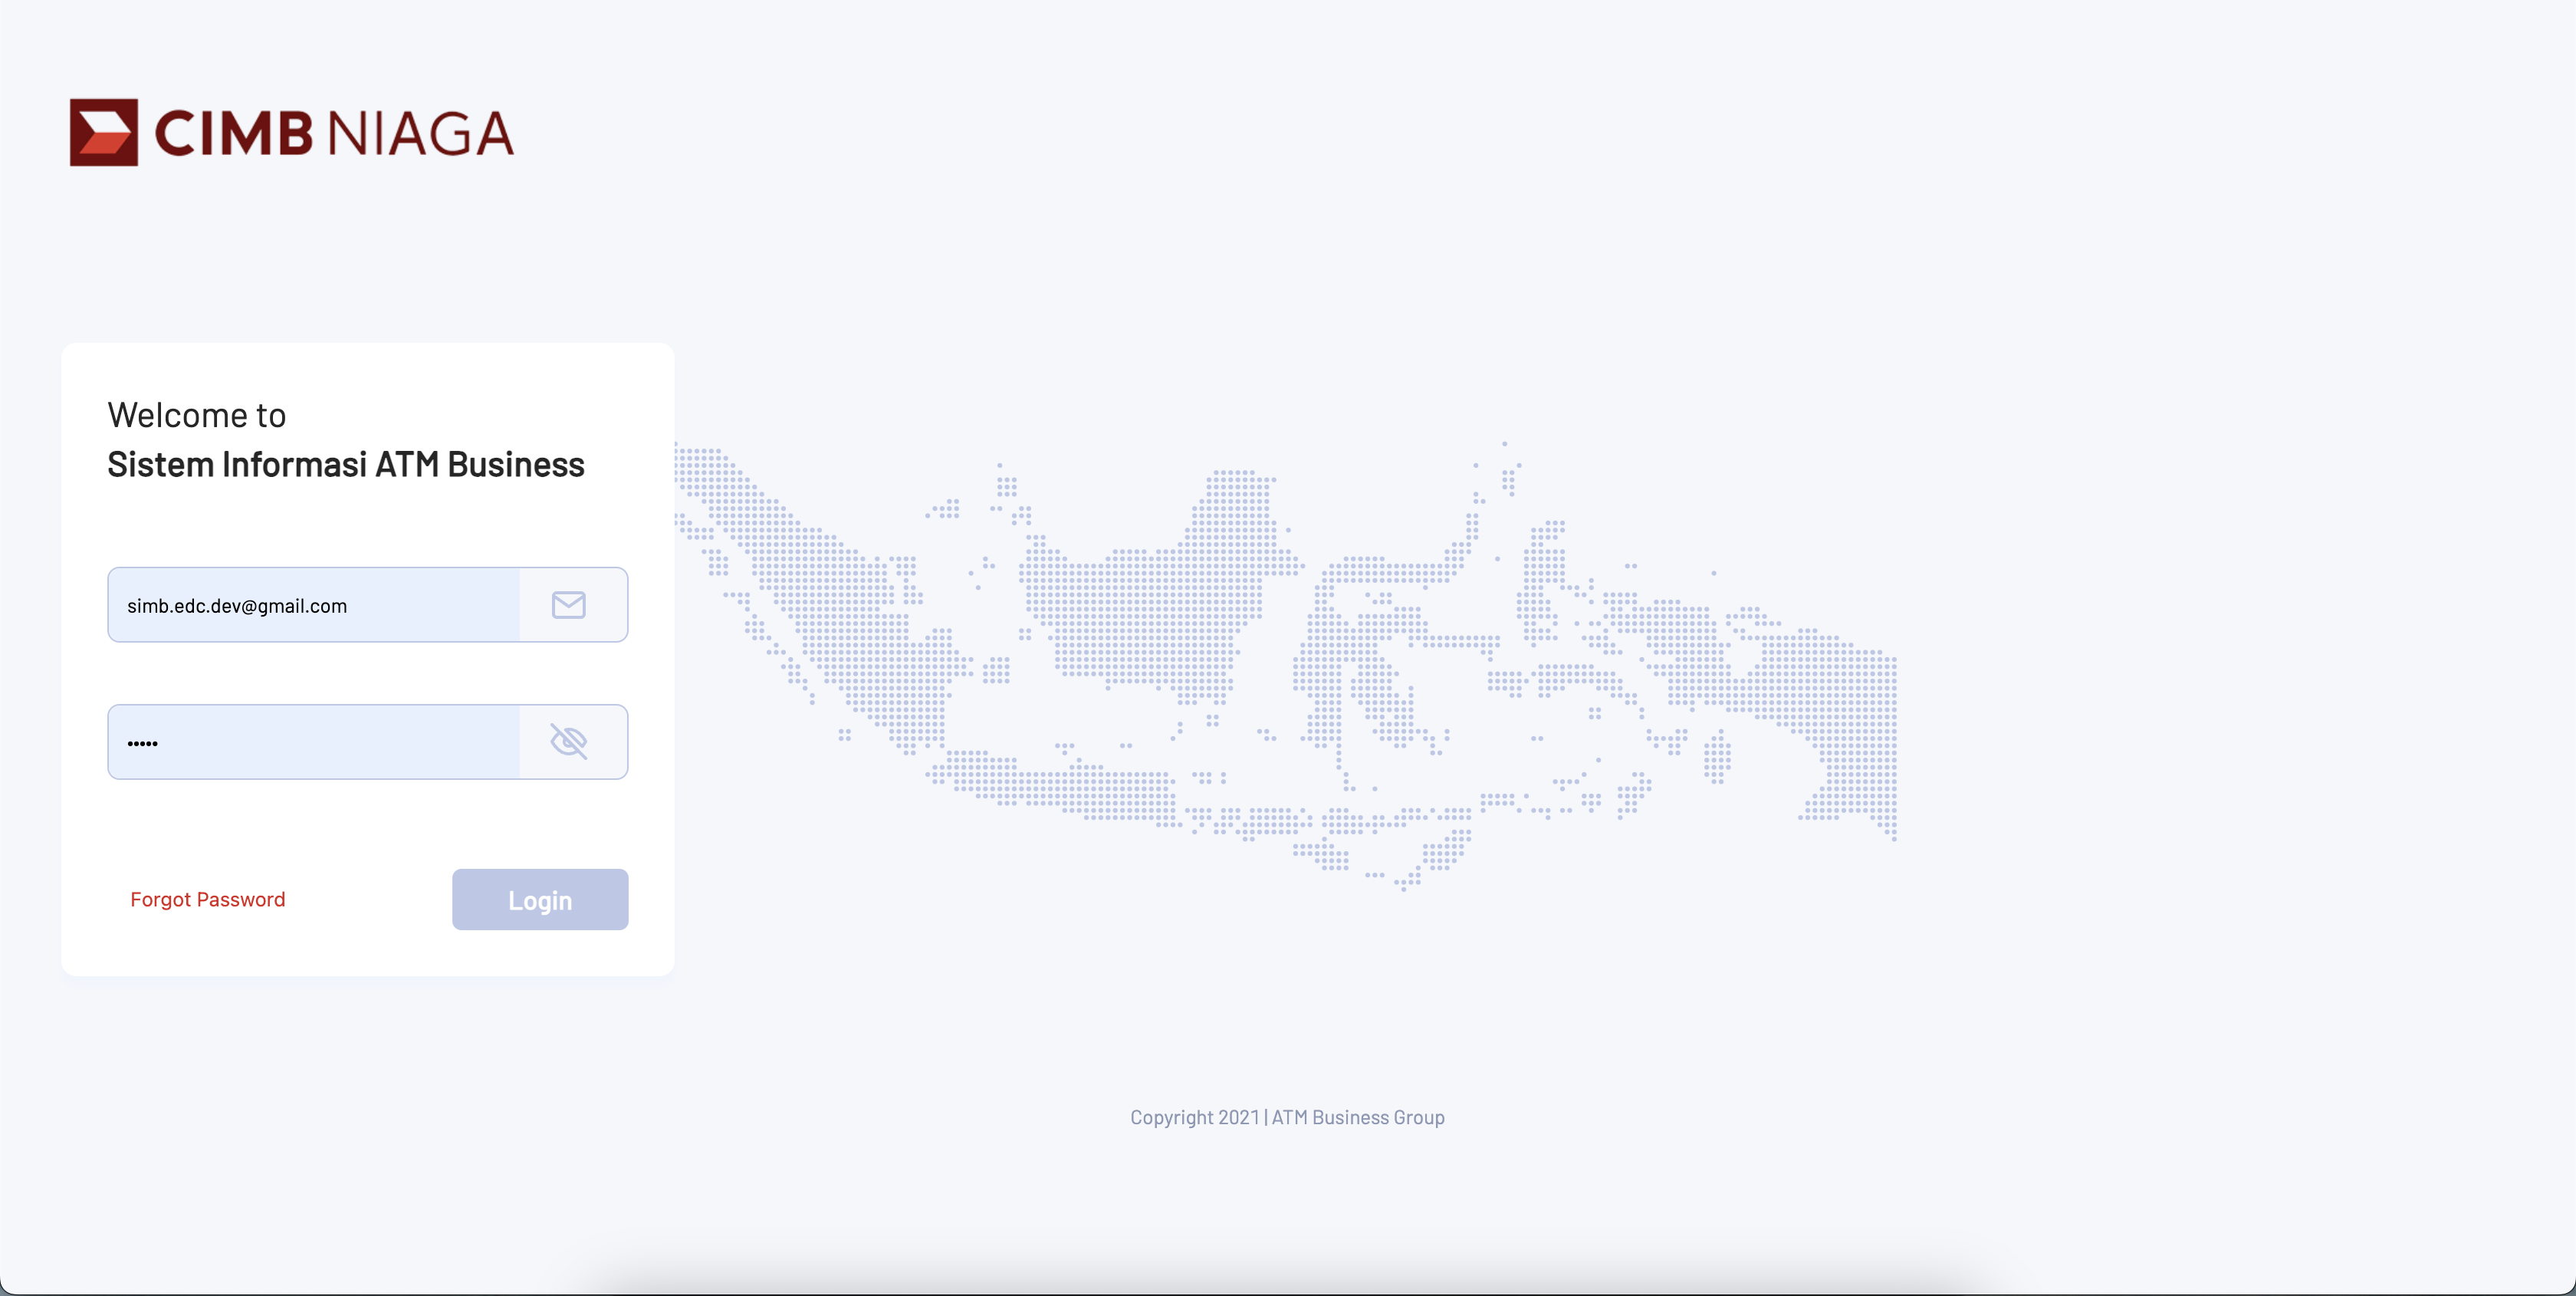 CIMB NIAGA
Welcome to
Sistem Informasi ATM Business
simb.edc.dev@gmail.com
•••••
Forgot Password
Login
Copyright 2021 | ATM Business Group